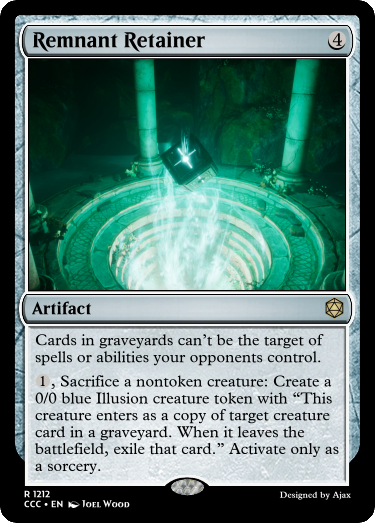 Remnant Retainer 4
Artifact
Cards in graveyards can't be the target of
spells or abilities your opponents control.
1, Sacrifice a nontoken creature: Create a
0/0 blue Illusion creature token with “This
creature enters as a copy of target creature
card in a graveyard. When it leaves the
battlefield, exile that card.” Activate only as
a sorcery.
R 1212
CCC • EN Joel Wood
Designed by Ajax